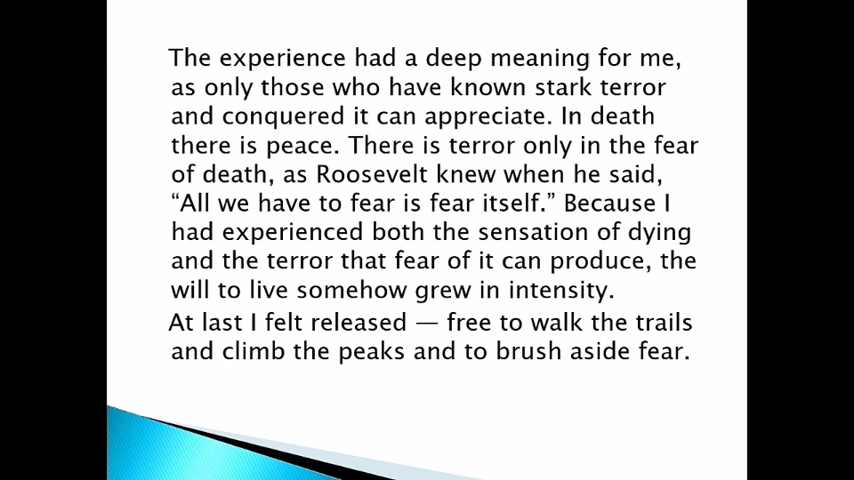 The experience had a deep meaning for me,
as only those who have known stark terror
and conquered it can appreciate. In death
there is peace. There is terror only in the fear
of death, as Roosevelt knew when he said,
“All we have to fear is fear itself.” Because I
had experienced both the sensation of dying
and the terror that fear of it can produce, the
will to live somehow grew in intensity.
At last I felt released — free to walk the trails
and climb the peaks and to brush aside fear.